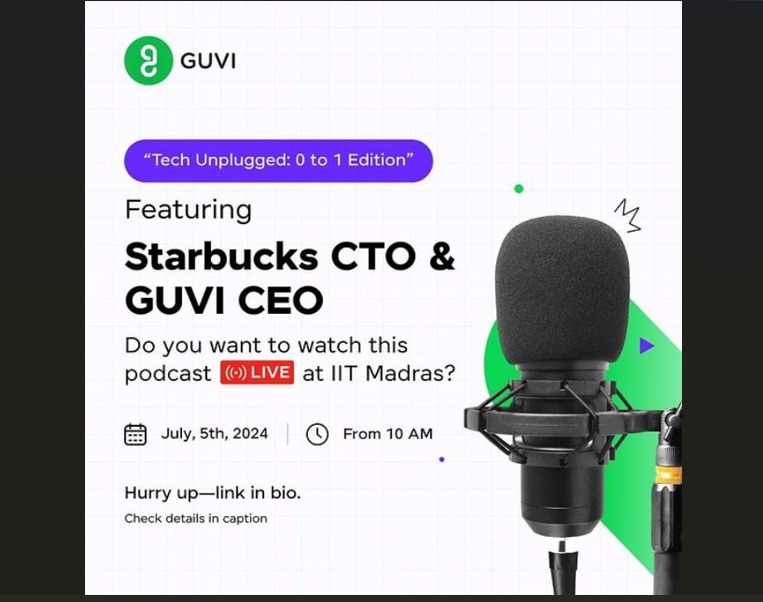 GUVI
“Tech Unplugged: 0 to 1 Edition”
Featuring
Starbucks CTO &
GUVI CEO
Do you want to watch this
podcast LIVE at IIT Madras?
July, 5th, 2024 | From 10 AM
Hurry up—link in bio.
Check details in caption